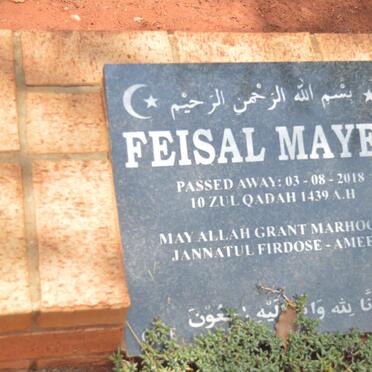 بسم الله الرحمن الرحيم
FEISAL MAYE
PASSED AWAY: 03 - 08 - 2018
10 ZUL QADAH 1439 A.H
MAY ALLAH GRANT MARHOO
JANNATUL FIRDOSE - AMEE
نَّا لِلّٰهِ وَاِ لَيْهِ جعُوْنَ